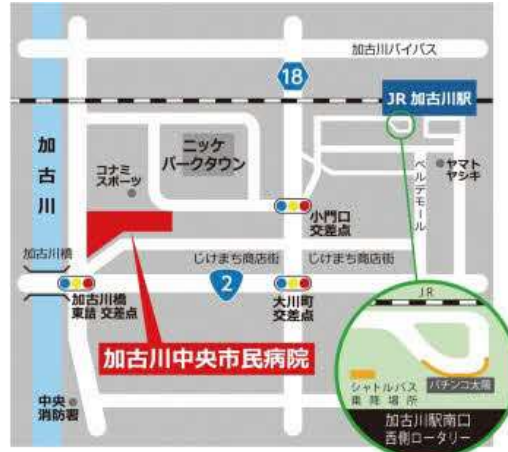 加古川バイパス
18
JR 加古川駅
加古川
ニッケ
パークタウン
コナミ
スポーツ
ヤマト
ヤシキ
ベルデモール
小門口
交差点
加古川橋
じけまち商店街
じけまち商店街
加古川橋
東詰 交差点
2
大川町
交差点
加古川中央市民病院
中央
消防署
JR
シャトルバス
乗降場所
パチンコ太陽
加古川駅南口
西側ロータリー